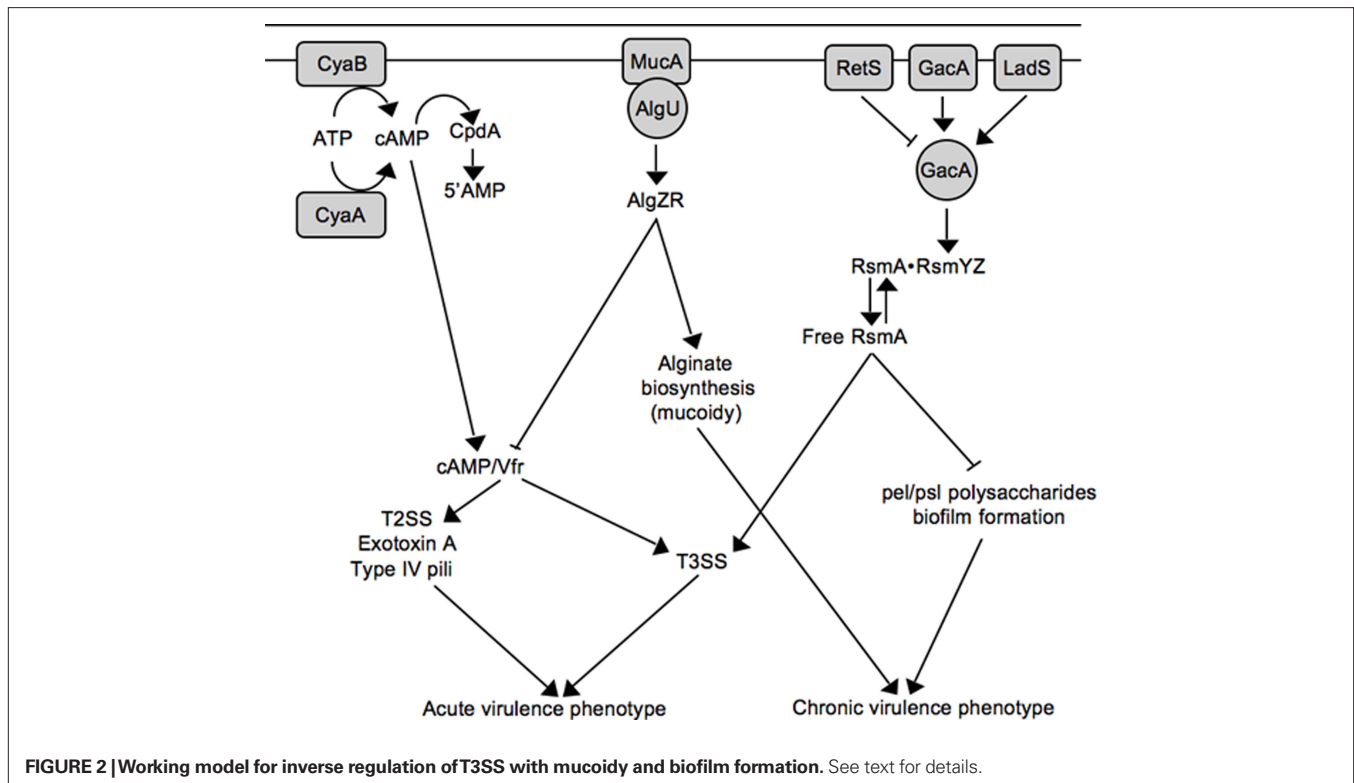 CyaB
MucA
RetS
GacA
LadS
AlgU
ATP
cAMP
CpdA
5'AMP
CyaA
GacA
AlgZR
RsmA•RsmYZ
Free RsmA
Alginate
biosynthesis
(mucoidy)
cAMP/Vfr
pel/psl polysaccharides
biofilm formation
T2SS
Exotoxin A
Type IV pili
T3SS
Acute virulence phenotype
Chronic virulence phenotype
FIGURE 2 | Working model for inverse regulation of T3SS with mucoidy and biofilm formation. See text for details.